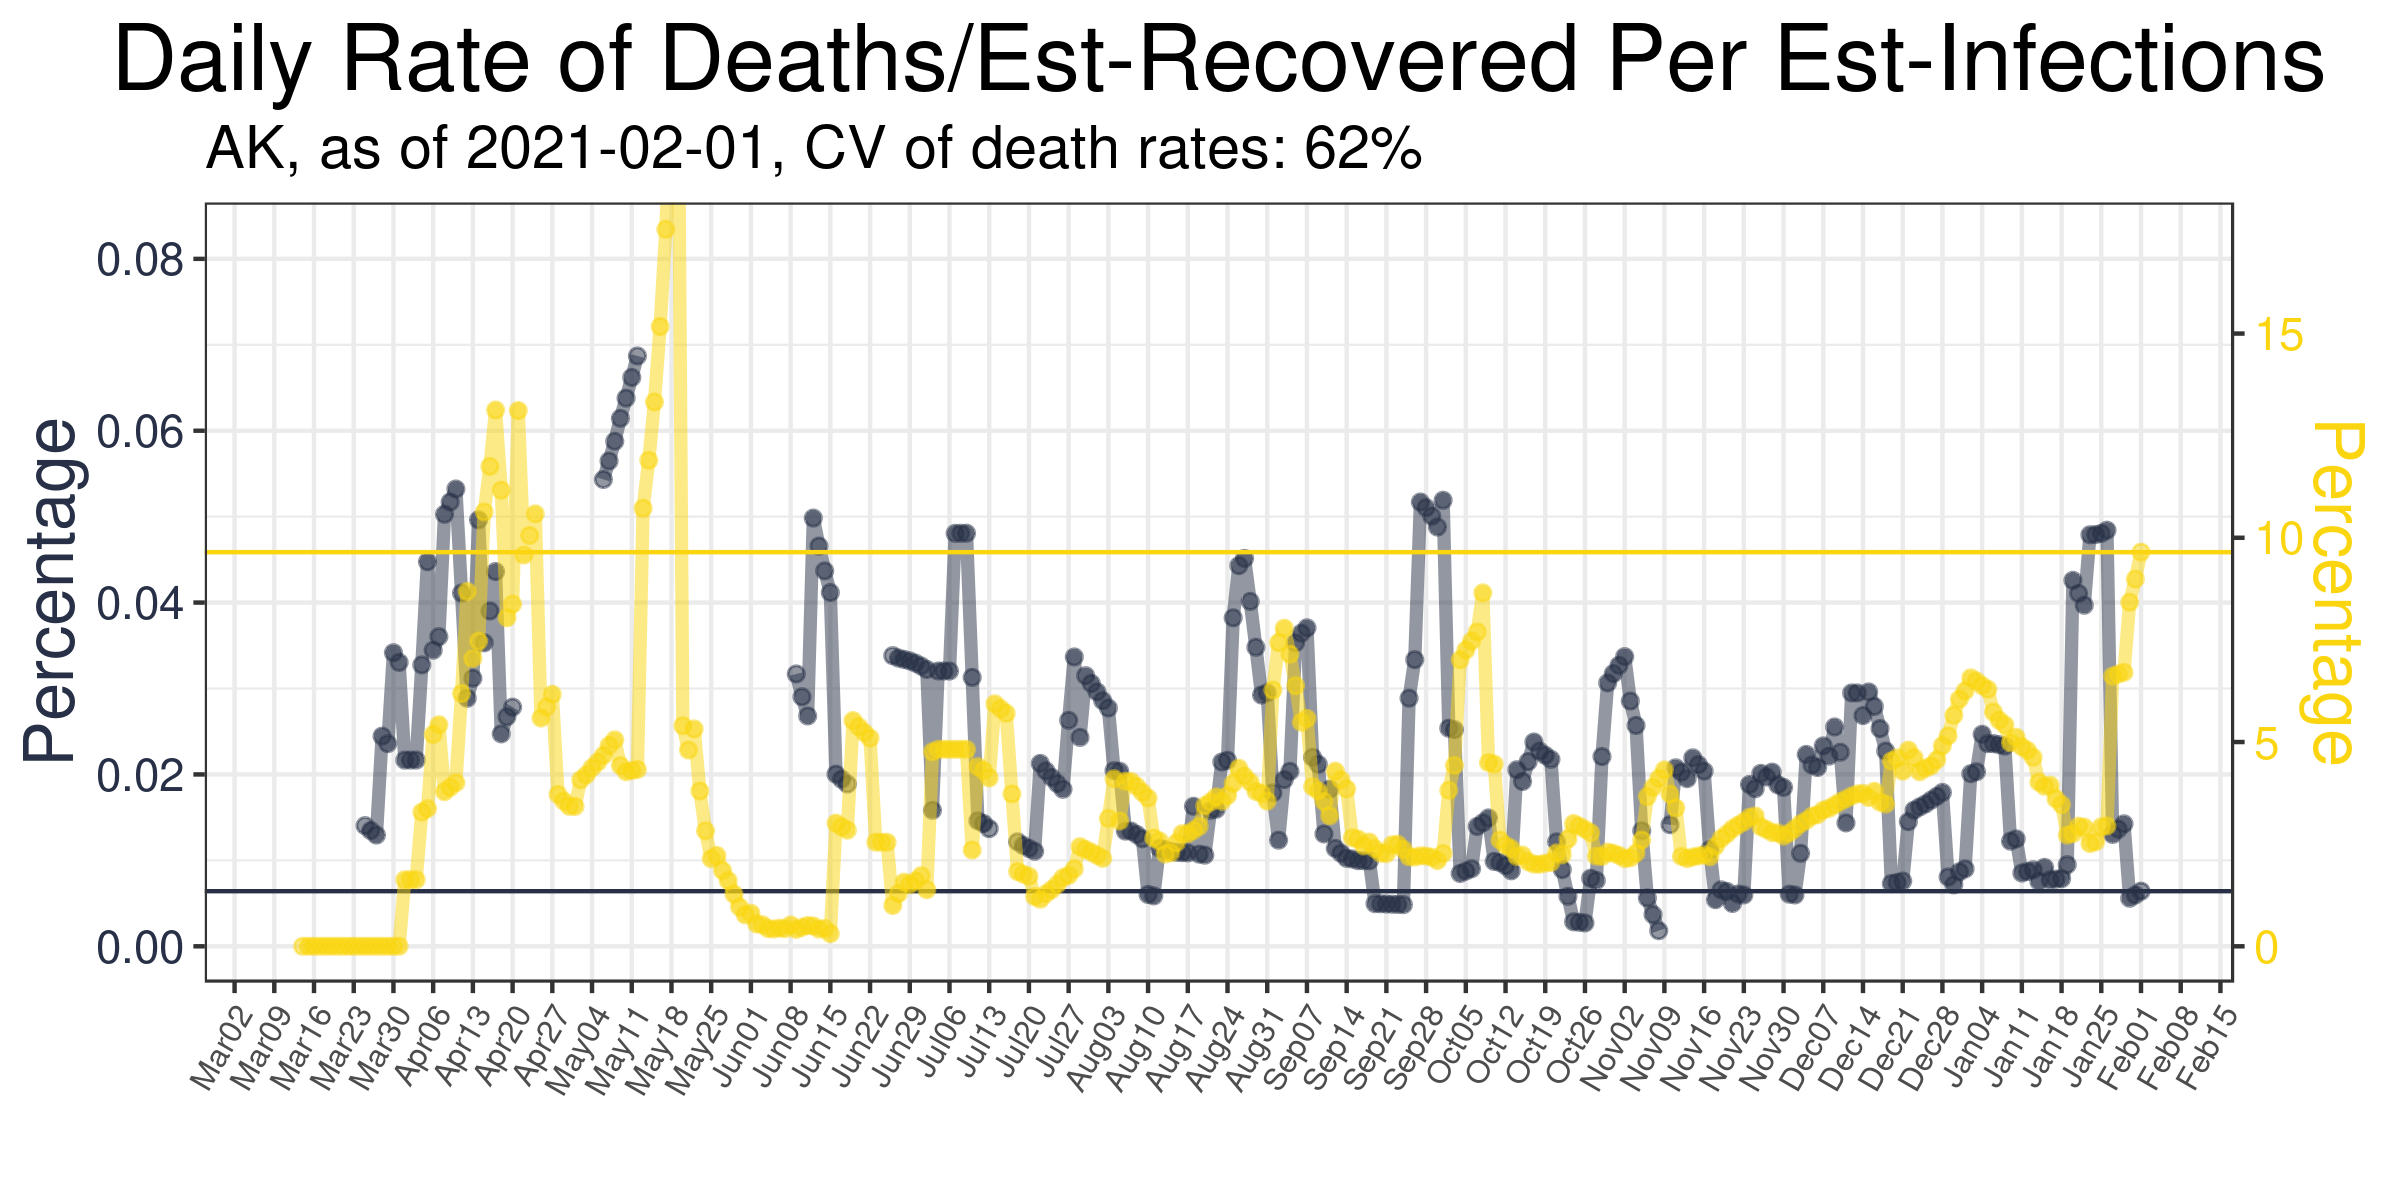 Daily Rate of Deaths/Est-Recovered Per Est-Infections
AK, as of 2021-02-01, CV of death rates: 62%
Percentage
0.08
0.06
0.04
0.02
0.00
15
10
5
0
Percentage
Mar02
Mar09
Mar16
Mar23
Mar30
Apr06
Apr13
Apr20
Apr27
May04
May11
May18
May25
Jun01
Jun08
Jun15
Jun22
Jun29
Jul06
Jul13
Jul20
Jul27
Aug03
Aug10
Aug17
Aug24
Aug31
Sep07
Sep14
Sep21
Sep28
Oct05
Oct12
Oct19
Oct26
Nov02
Nov09
Nov16
Nov23
Nov30
Dec07
Dec14
Dec21
Dec28
Jan04
Jan11
Jan18
Jan25
Feb01
Feb08
Feb15